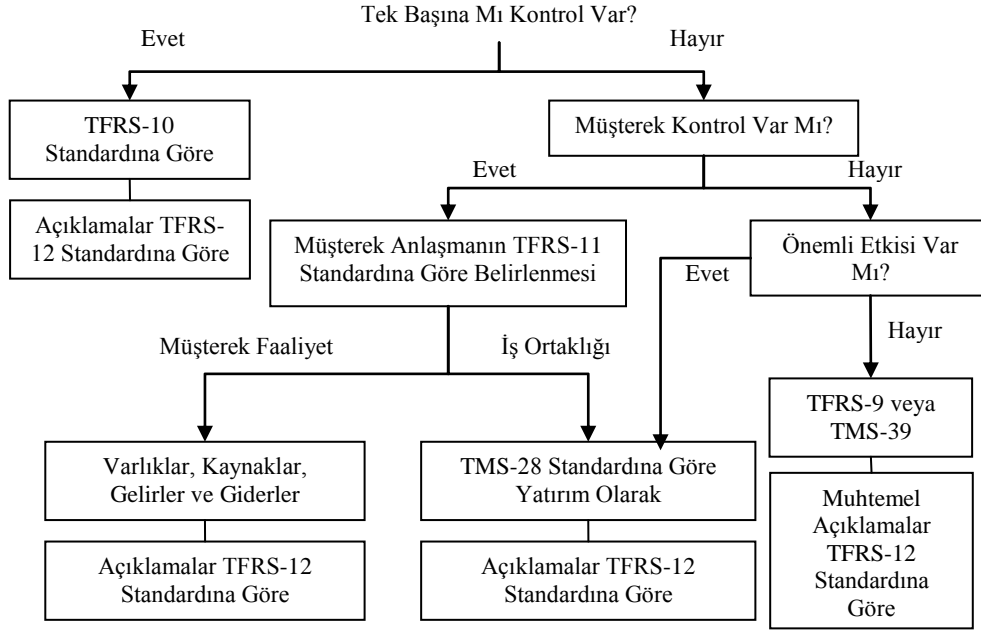 Tek Başına Mı Kontrol Var?
Evet
Hayır
TFRS-10
Standardına Göre
Müşterek Kontrol Var Mı?
Evet
Hayır
Açıklamalar TFRS-
12 Standardına Göre
Müşterek Anlaşmanın TFRS-11
Standardına Göre Belirlenmesi
Önemli Etkisi Var
Mı?
Evet
Hayır
Müşterek Faaliyet
İş Ortaklığı
TFRS-9 veya
TMS-39
Varlıklar, Kaynaklar,
Gelirler ve Giderler
TMS-28 Standardına Göre
Yatırım Olarak
Muhtemel
Açıklamalar
TFRS-12
Standardına
Göre
Açıklamalar TFRS-12
Standardına Göre
Açıklamalar TFRS-12
Standardına Göre